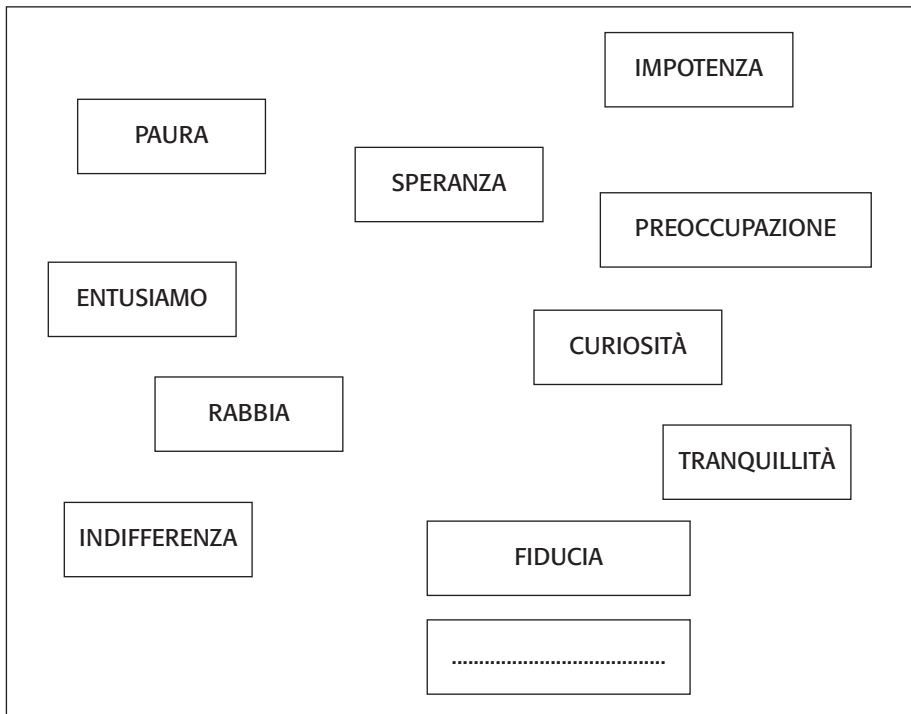 IMPOTENZA
PAURA
SPERANZA
PREOCCUPAZIONE
ENTUSIAMO
CURIOSITÀ
RABBIA
TRANQUILLITÀ
INDIFFERENZA
FIDUCIA
........................................